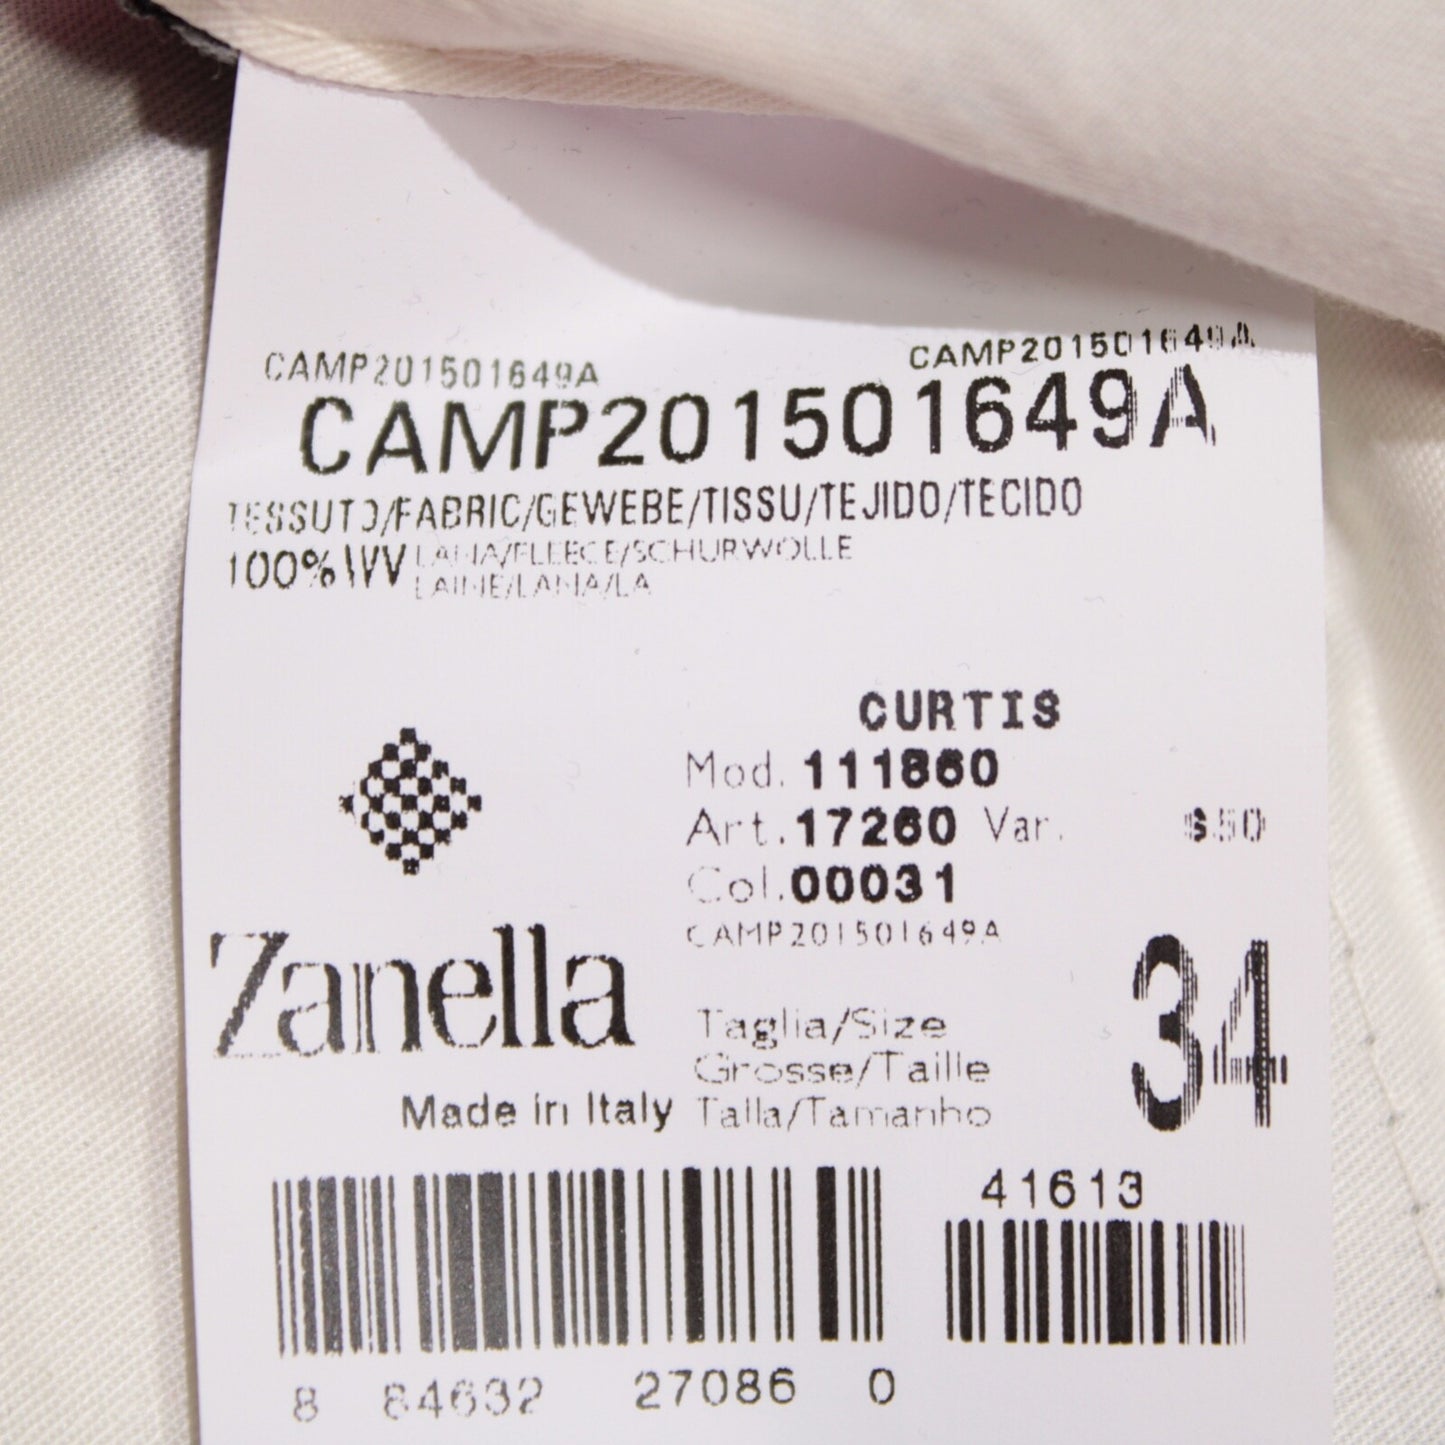 CAMP201501649A
CAMP201501649A
CAMP201501649A
TESSUTO/FABRIC/GEWEBE/TISSU/TEJIDO/TECIDO
100% WV LANA/FLEECE/SCHURWOLLE
LAINE/LANA/LA
CURTIS
Mod. 111860
Art. 17260 Var. S50
Col. 00031
CAMP201501649A
Zanella
Made in Italy
Taglia/Size
Grosse/Taille
Talla/Tamanho
34
41613
8 84632 27086 0